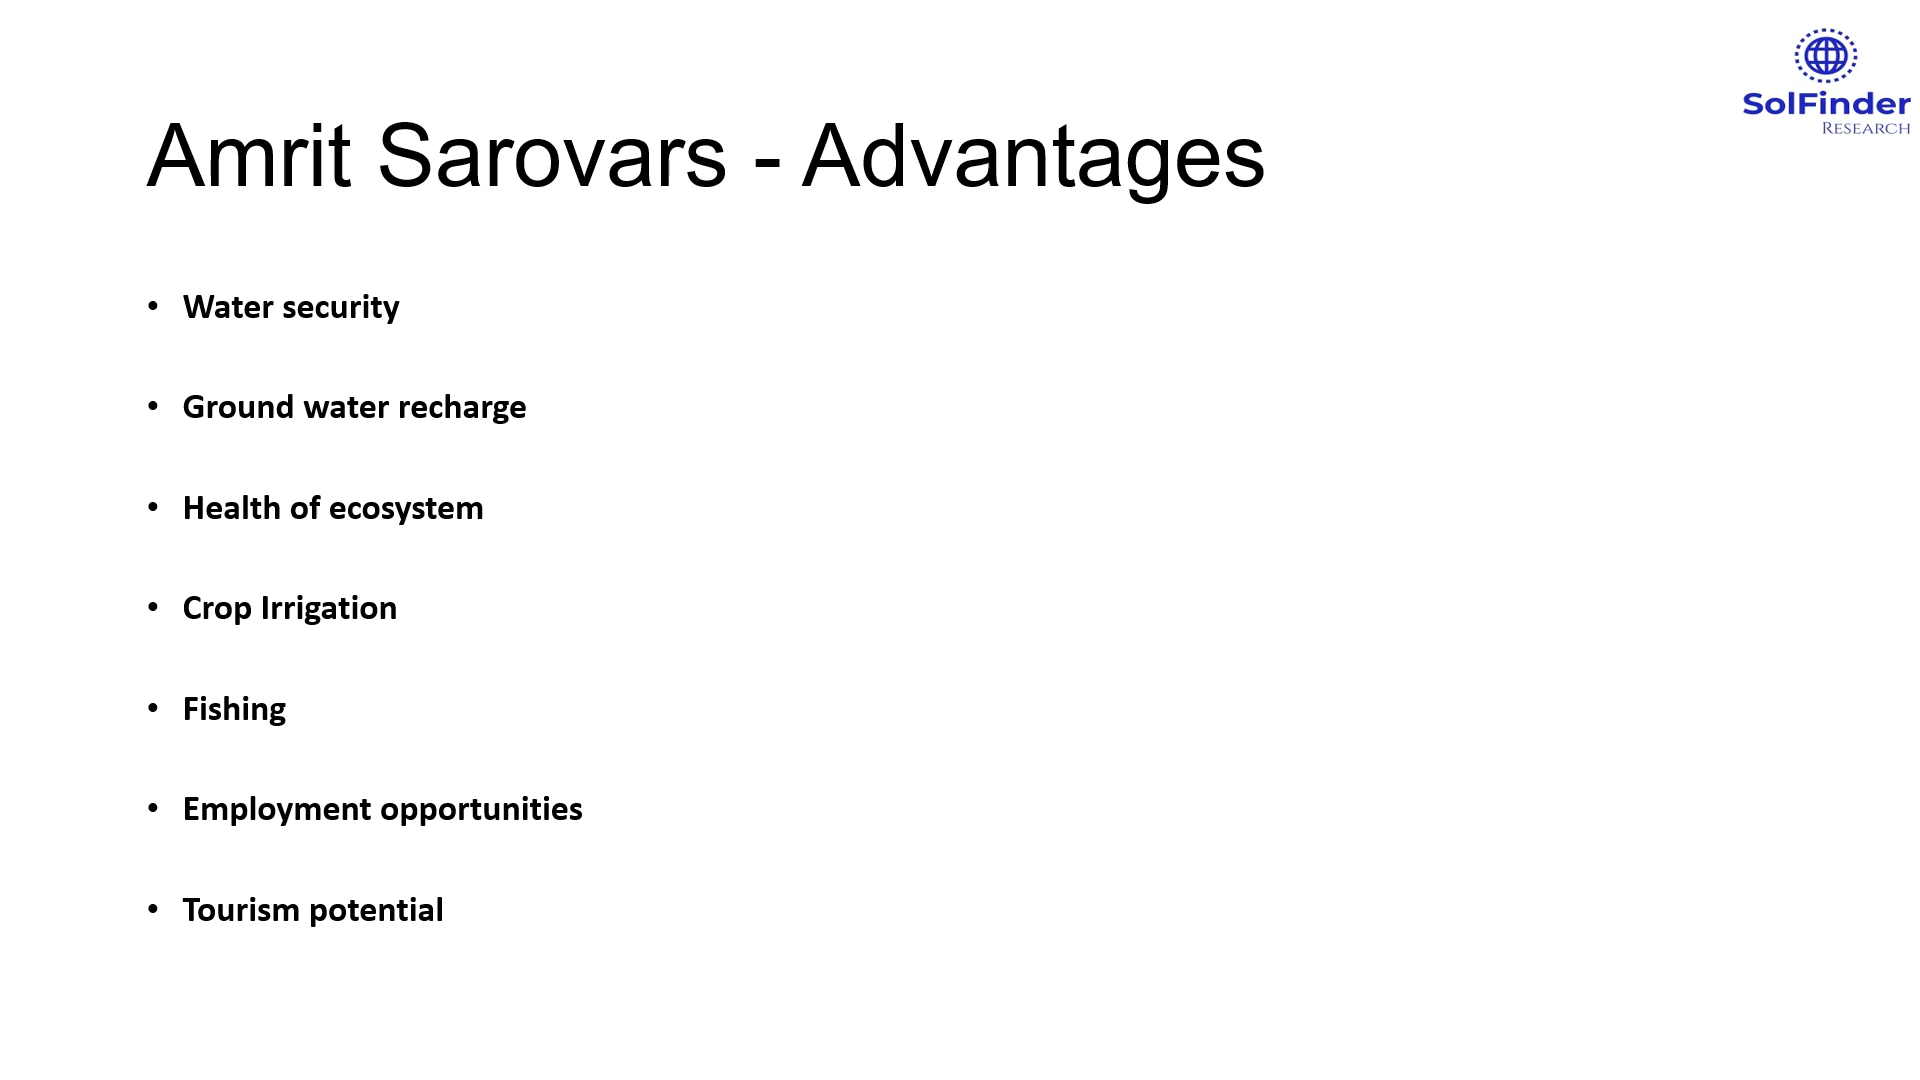 SolFinder
RESEARCH
Amrit Sarovars - Advantages
• Water security
• Ground water recharge
• Health of ecosystem
• Crop Irrigation
• Fishing
• Employment opportunities
• Tourism potential